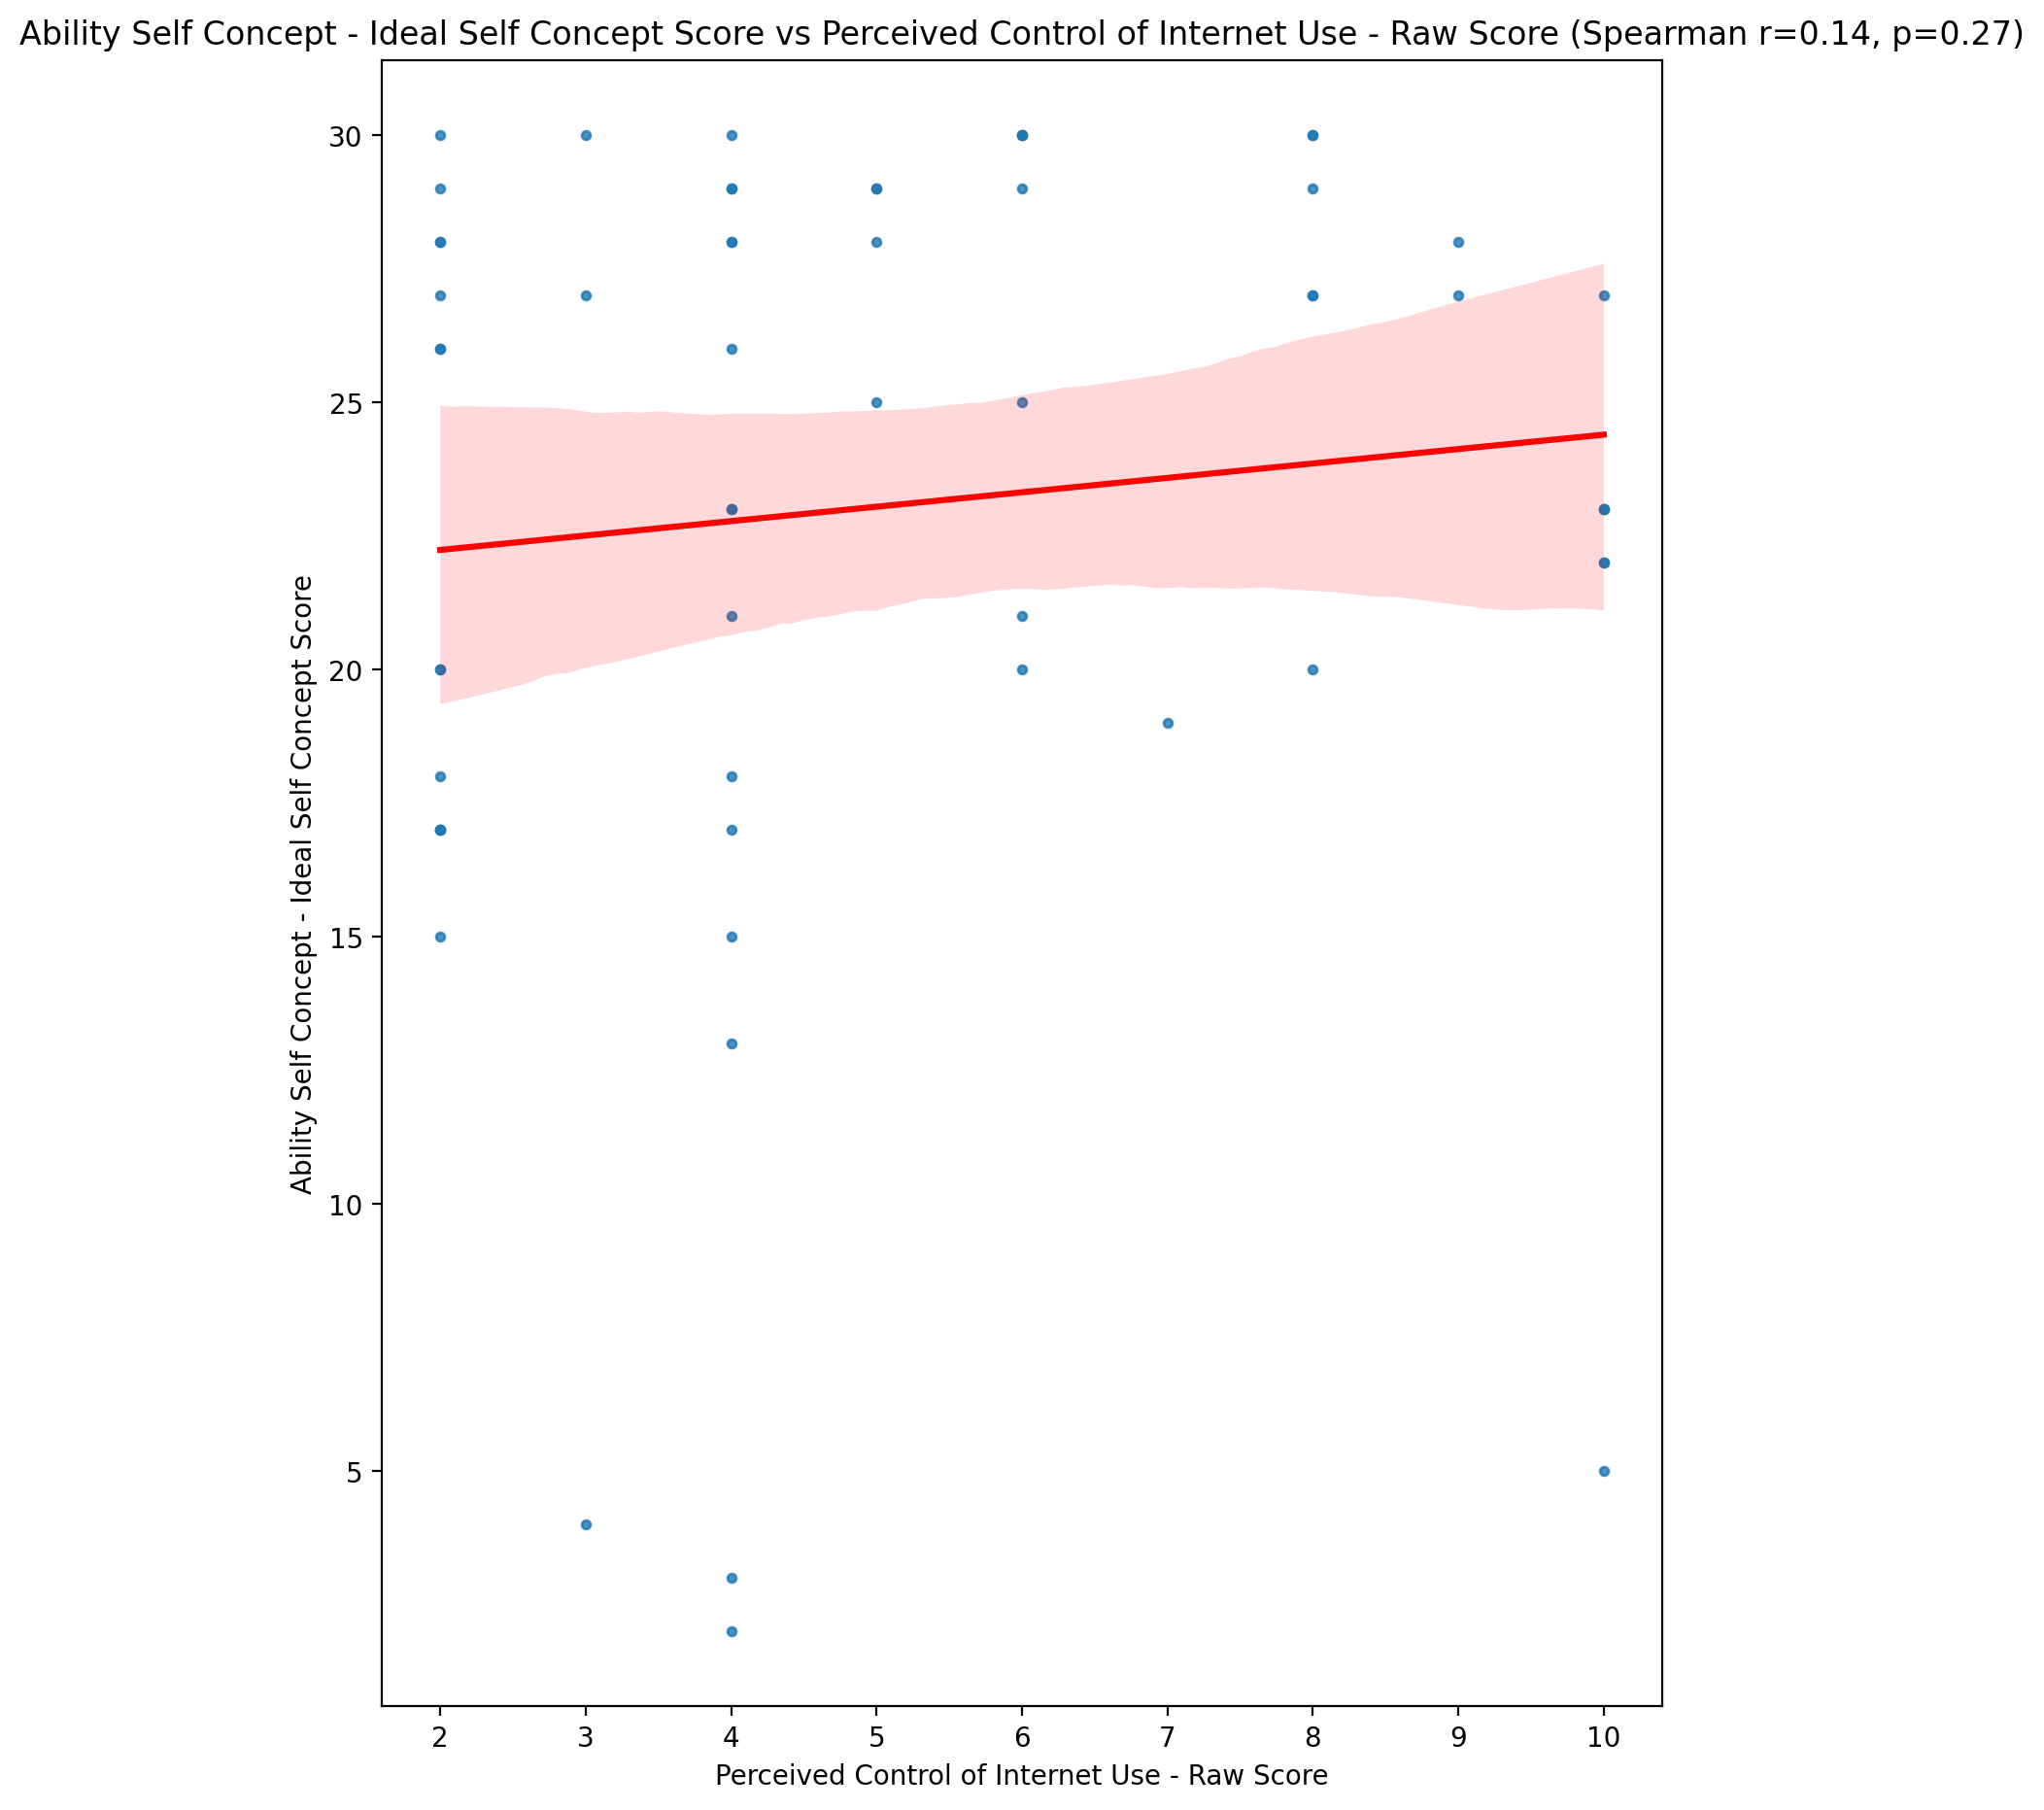 Ability Self Concept - Ideal Self Concept Score vs Perceived Control of Internet Use - Raw Score (Spearman r=0.14, p=0.27)
Ability Self Concept - Ideal Self Concept Score
30
25
20
15
10
5
2 3 4 5 6 7 8 9 10
Perceived Control of Internet Use - Raw Score